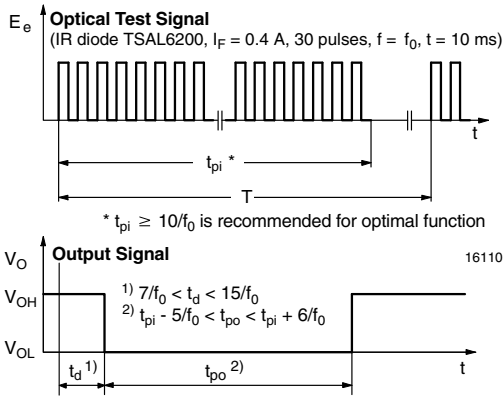 E_e Optical Test Signal
(IR diode TSAL6200, I_F = 0.4 A, 30 pulses, f = f_0, t = 10 ms)
t
t_pi *
T
* t_pi ≥ 10/f_0 is recommended for optimal function
V_O Output Signal 16110
V_OH
1) 7/f_0 < t_d < 15/f_0
2) t_pi - 5/f_0 < t_po < t_pi + 6/f_0
V_OL
t_d 1) t_po 2) t